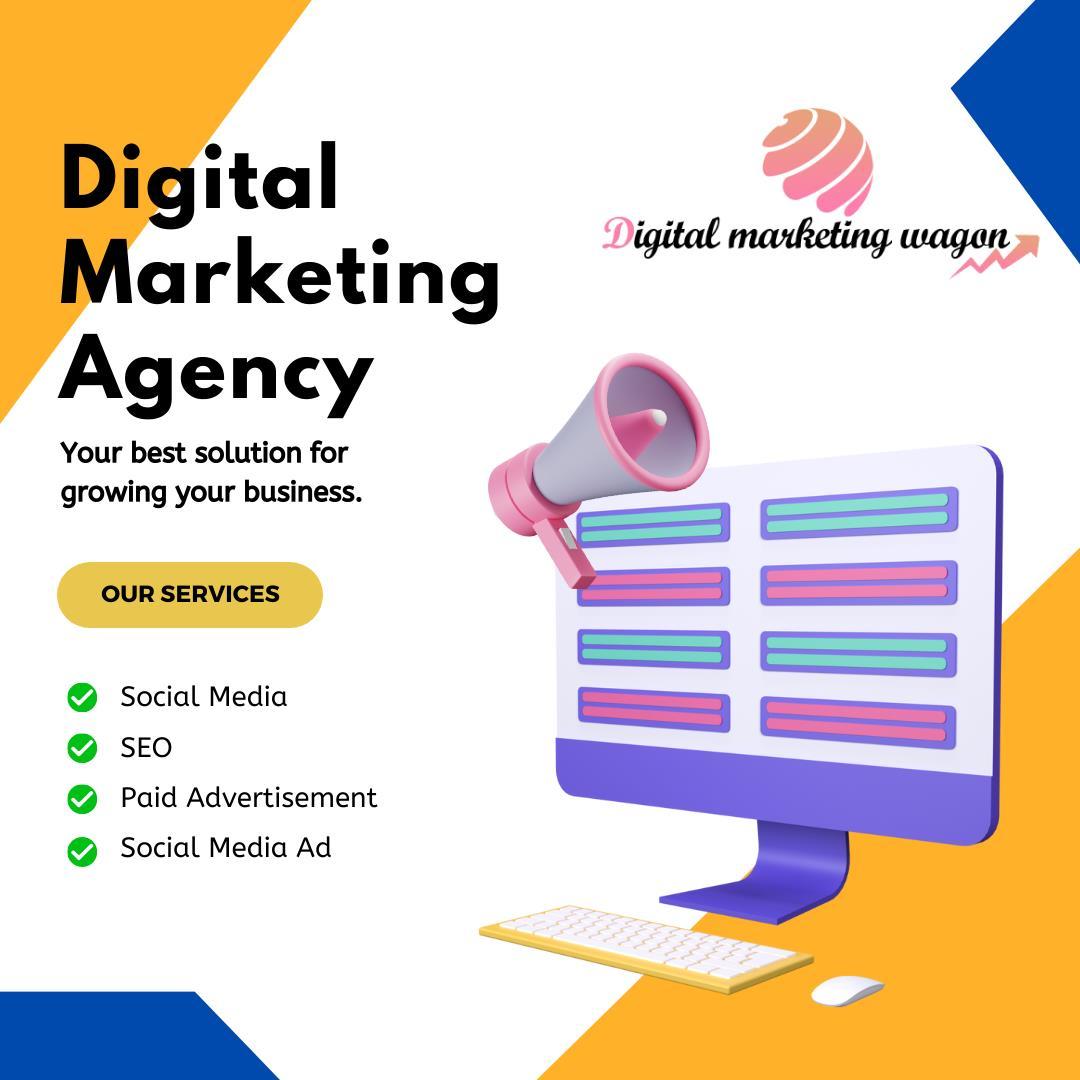 Digital
Marketing
Agency
Digital marketing wagon
Your best solution for
growing your business.
OUR SERVICES
Social Media
SEO
Paid Advertisement
Social Media Ad